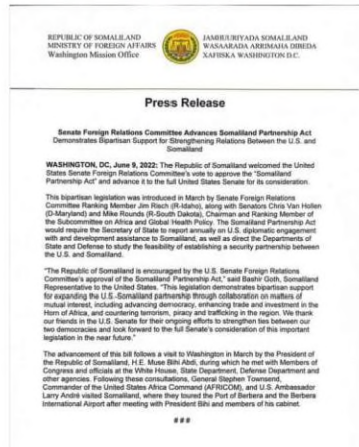 REPUBLIC OF SOMALILAND
MINISTRY OF FOREIGN AFFAIRS
Washington Mission Office
JAMHUURIYADA SOMALILAND
WASAARADA ARRIMAHA DIBEDA
XAFIISKA WASHINGTON D.C.
Press Release
Senate Foreign Relations Committee Advances Somaliland Partnership Act
Demonstrates Bipartisan Support for Strengthening Relations Between the U.S. and
Somaliland
WASHINGTON, DC, June 9, 2022: The Republic of Somaliland welcomed the
United States Senate Foreign Relations Committee's vote to approve the "Somaliland
Partnership Act" and advance it to the full United States Senate for its consideration.
This bipartisan legislation was introduced in March by Senate Foreign Relations
Committee Ranking Member Jim Risch (R-Idaho), along with Senators Chris Van Hollen
(D-Maryland) and Mike Rounds (R-South Dakota), Chairman and Ranking Member of
the Subcommittee on Africa and Global Health Policy. The Somaliland Partnership Act
would require the Secretary of State to report annually on U.S. diplomatic engagement
with and development assistance to Somaliland, as well as direct the Departments of
State and Defense to study the feasibility of establishing a security partnership between
the U.S. and Somaliland.
"The Republic of Somaliland is encouraged by the U.S. Senate Foreign Relations
Committee's approval of the Somaliland Partnership Act," said Bashir Goth, Somaliland
Representative to the United States. "This legislation demonstrates bipartisan support
for expanding the U.S.-Somaliland partnership through collaboration on matters of
mutual interest, including advancing democracy, enhancing trade and investment in the
Horn of Africa, and countering terrorism, piracy and trafficking in the region. We thank
our friends in the U.S. Senate for their ongoing efforts to strengthen ties between our
two democracies and look forward to the full Senate's consideration of this important
legislation in the near future."
The advancement of this bill follows a visit to Washington in March by the President of
the Republic of Somaliland, H.E. Muse Bihi Abdi, during which he met with Members of
Congress and officials at the White House, State Department, Defense Department and
other agencies. Following these consultations, General Stephen Townsend,
Commander of the United States Africa Command (AFRICOM), and U.S. Ambassador
Larry André visited Somaliland, where they toured the Port of Berbera and the Berbera
International Airport after meeting with President Bihi and members of his cabinet.
###